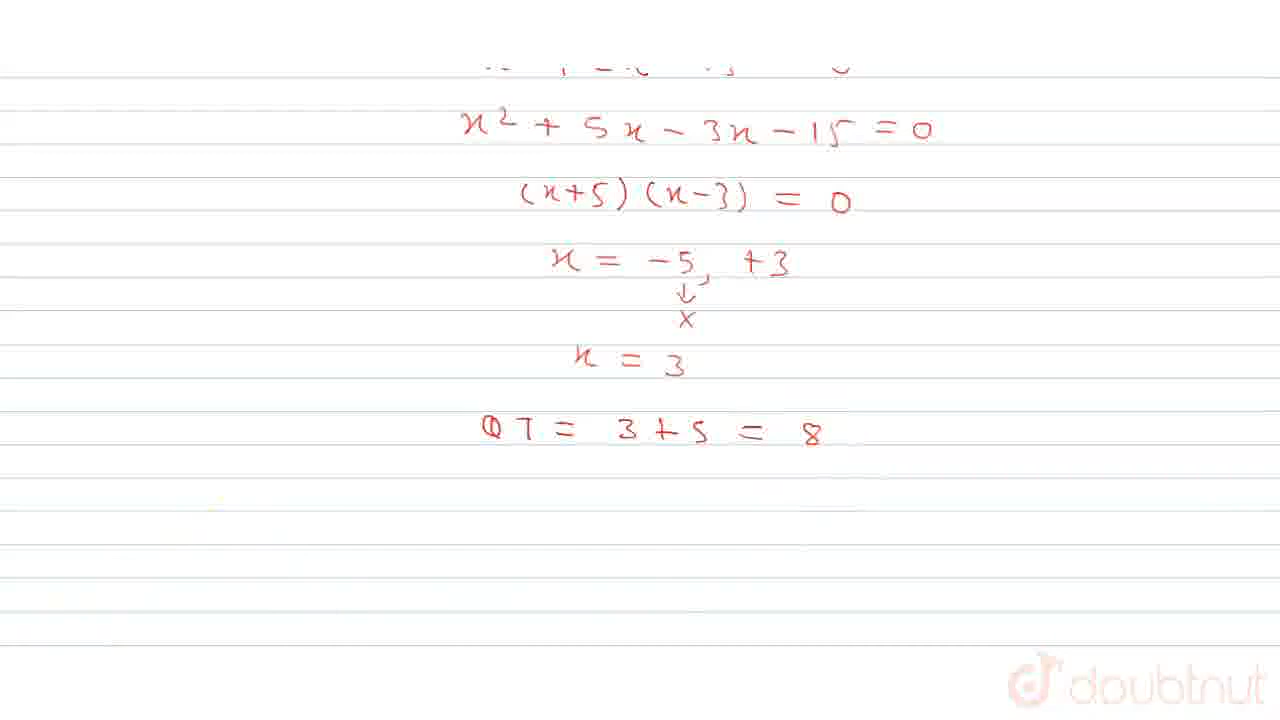 x² + 5x - 3x - 15 = 0
(x+5) (x-3) = 0
x = -5, +3
↓
x
x = 3
QT = 3 + 5 = 8
doubtnut